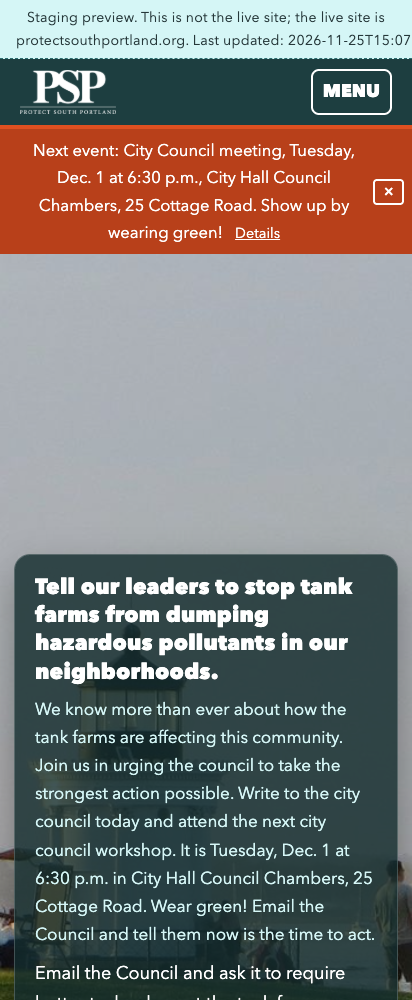 Staging preview. This is not the live site; the live site is
protectsouthportland.org. Last updated: 2026-11-25T15:07
PSP
PROTECT SOUTH PORTLAND
MENU
Next event: City Council meeting, Tuesday,
Dec. 1 at 6:30 p.m., City Hall Council
Chambers, 25 Cottage Road. Show up by
wearing green! Details
×
Tell our leaders to stop tank
farms from dumping
hazardous pollutants in our
neighborhoods.
We know more than ever about how the
tank farms are affecting this community.
Join us in urging the council to take the
strongest action possible. Write to the city
council today and attend the next city
council workshop. It is Tuesday, Dec. 1 at
6:30 p.m. in City Hall Council Chambers, 25
Cottage Road. Wear green! Email the
Council and tell them now is the time to act.
Email the Council and ask it to require